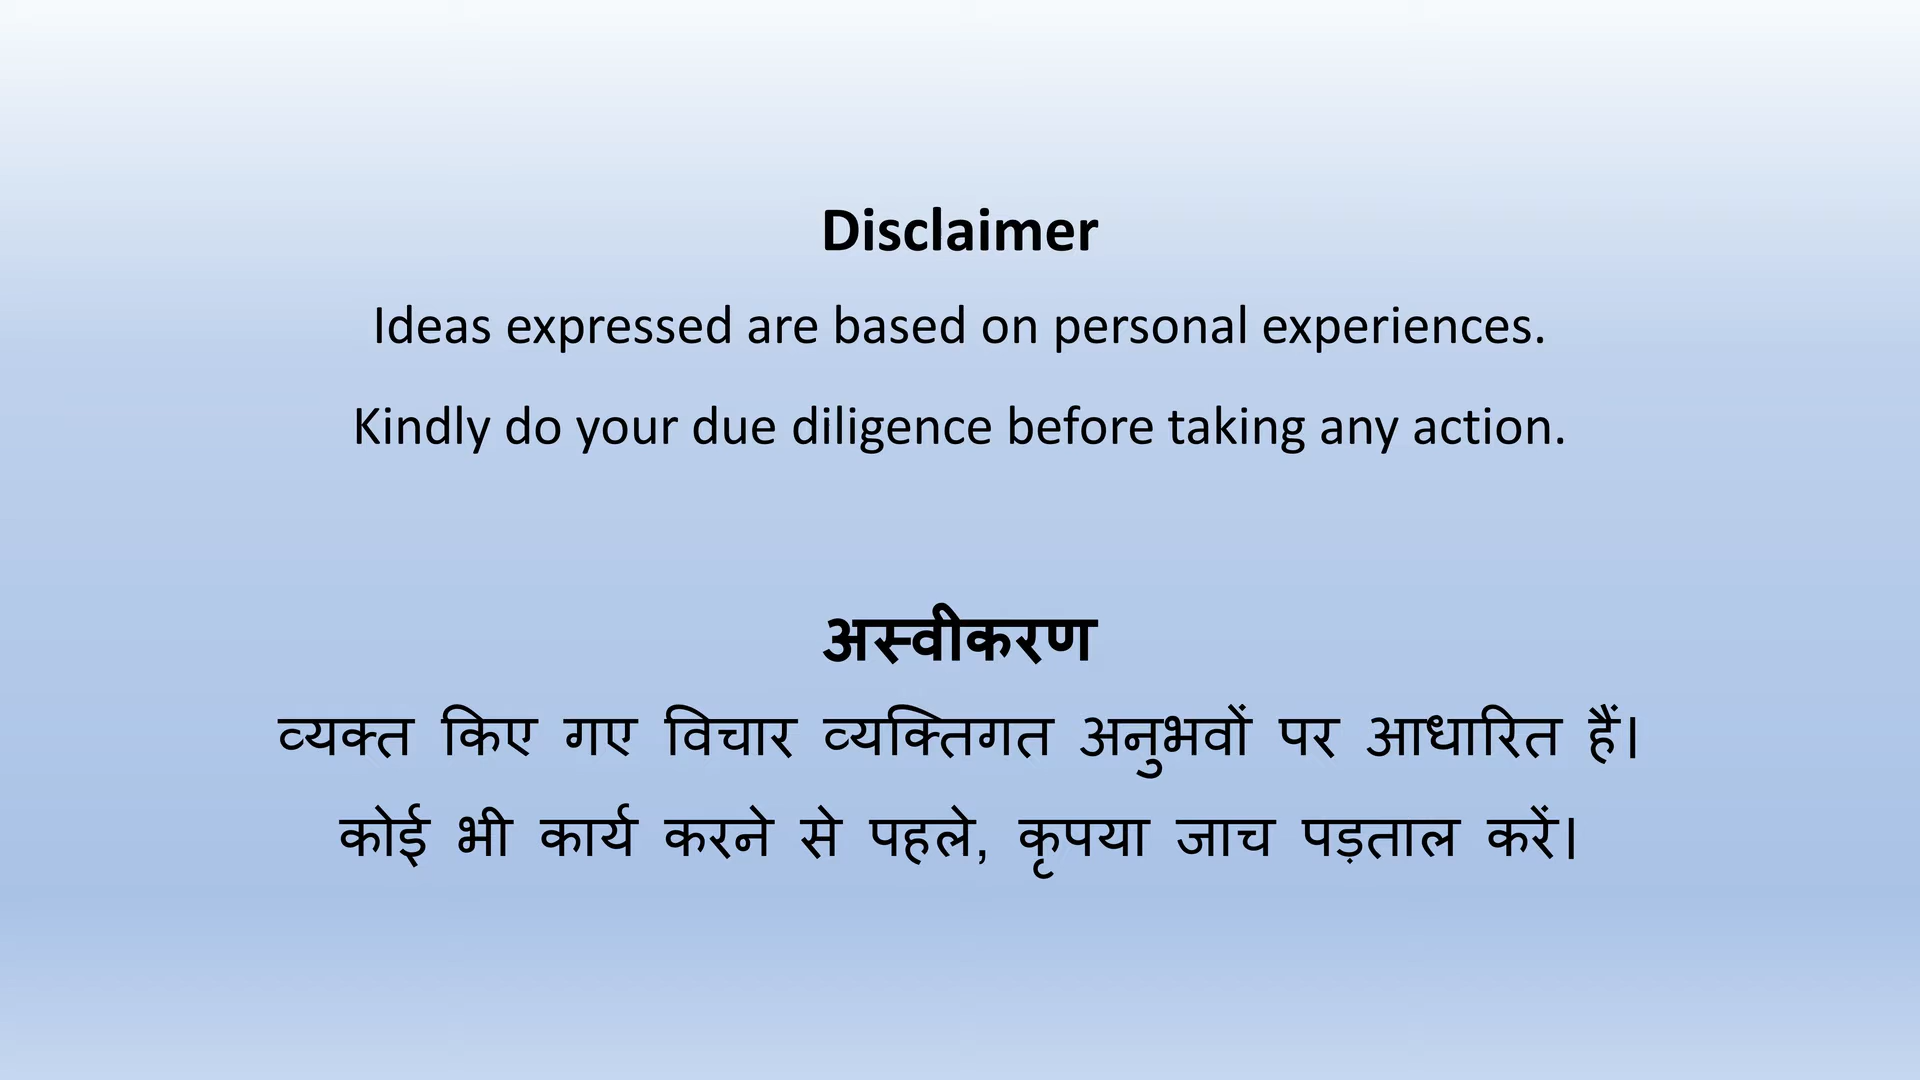 Disclaimer
Ideas expressed are based on personal experiences.
Kindly do your due diligence before taking any action.
अस्वीकरण
व्यक्त किए गए विचार व्यक्तिगत अनुभवों पर आधारित हैं।
कोई भी कार्य करने से पहले, कृपया जाच पड़ताल करें।